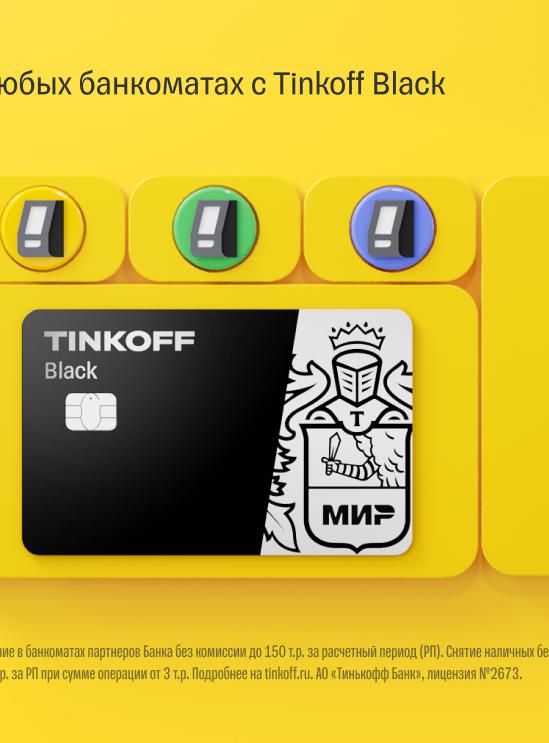 юбых банкоматах с Tinkoff Black
TINKOFF
Black
T
МИР
ние в банкоматах партнеров Банка без комиссии до 150 т.р. за расчетный период (РП). Снятие наличных бе
р. за РП при сумме операции от 3 т.р. Подробнее на tinkoff.ru. АО «Тинькофф Банк», лицензия №2673.